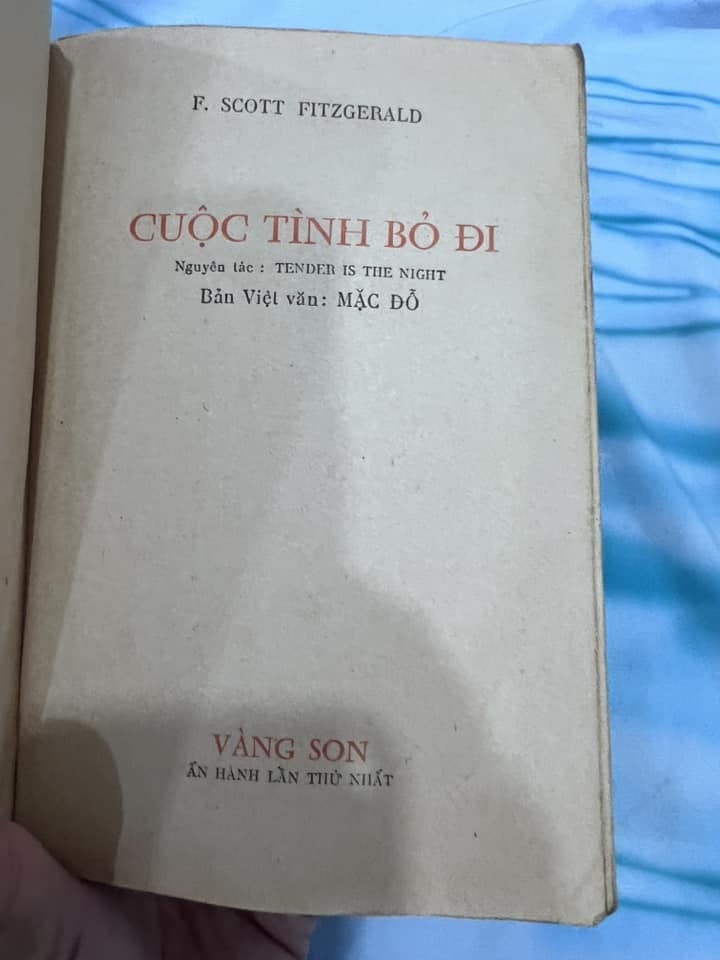 F. SCOTT FITZGERALD
CUỘC TÌNH BỎ ĐI
Nguyên tác : TENDER IS THE NIGHT
Bản Việt văn: MẶC ĐỖ
VÀNG SON
ẤN HÀNH LẦN THỨ NHẤT